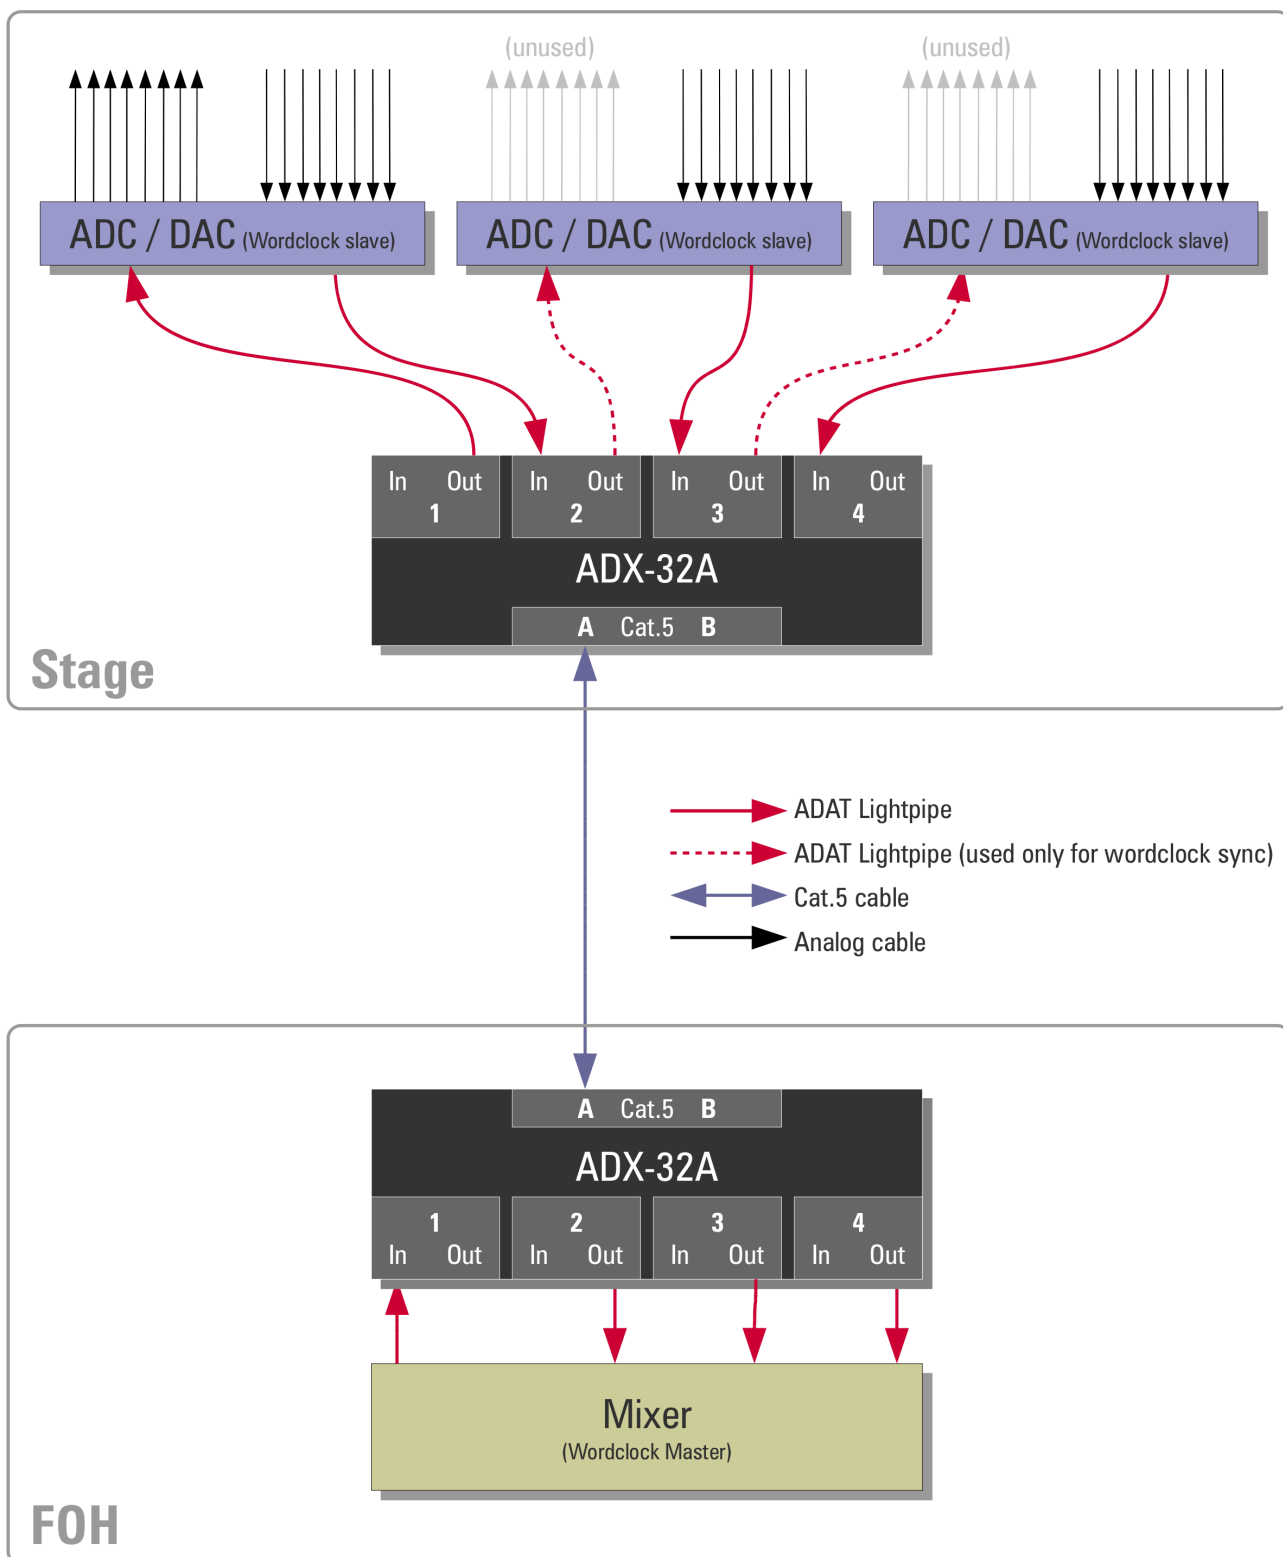 (unused)
(unused)
ADC / DAC (Wordclock slave)
ADC / DAC (Wordclock slave)
ADC / DAC (Wordclock slave)
In Out
1
In Out
2
In Out
3
In Out
4
ADX-32A
A Cat.5 B
Stage
ADAT Lightpipe
ADAT Lightpipe (used only for wordclock sync)
Cat.5 cable
Analog cable
A Cat.5 B
ADX-32A
1
In Out
2
In Out
3
In Out
4
In Out
Mixer
(Wordclock Master)
FOH